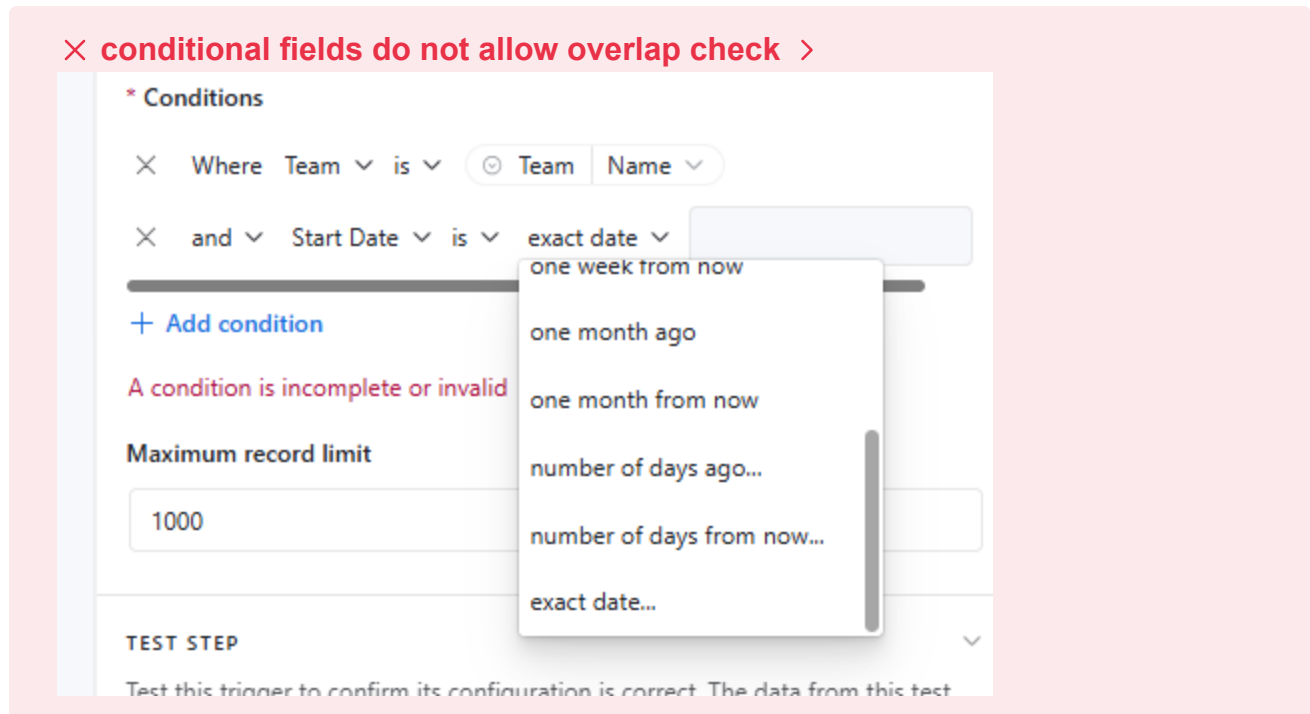 conditional fields do not allow overlap check
* Conditions
Where Team is Team Name
and Start Date is exact date
one week from now
+ Add condition
one month ago
A condition is incomplete or invalid
one month from now
Maximum record limit
number of days ago...
1000
number of days from now...
exact date...
TEST STEP
Test this trigger to confirm its configuration is correct. The data from this test